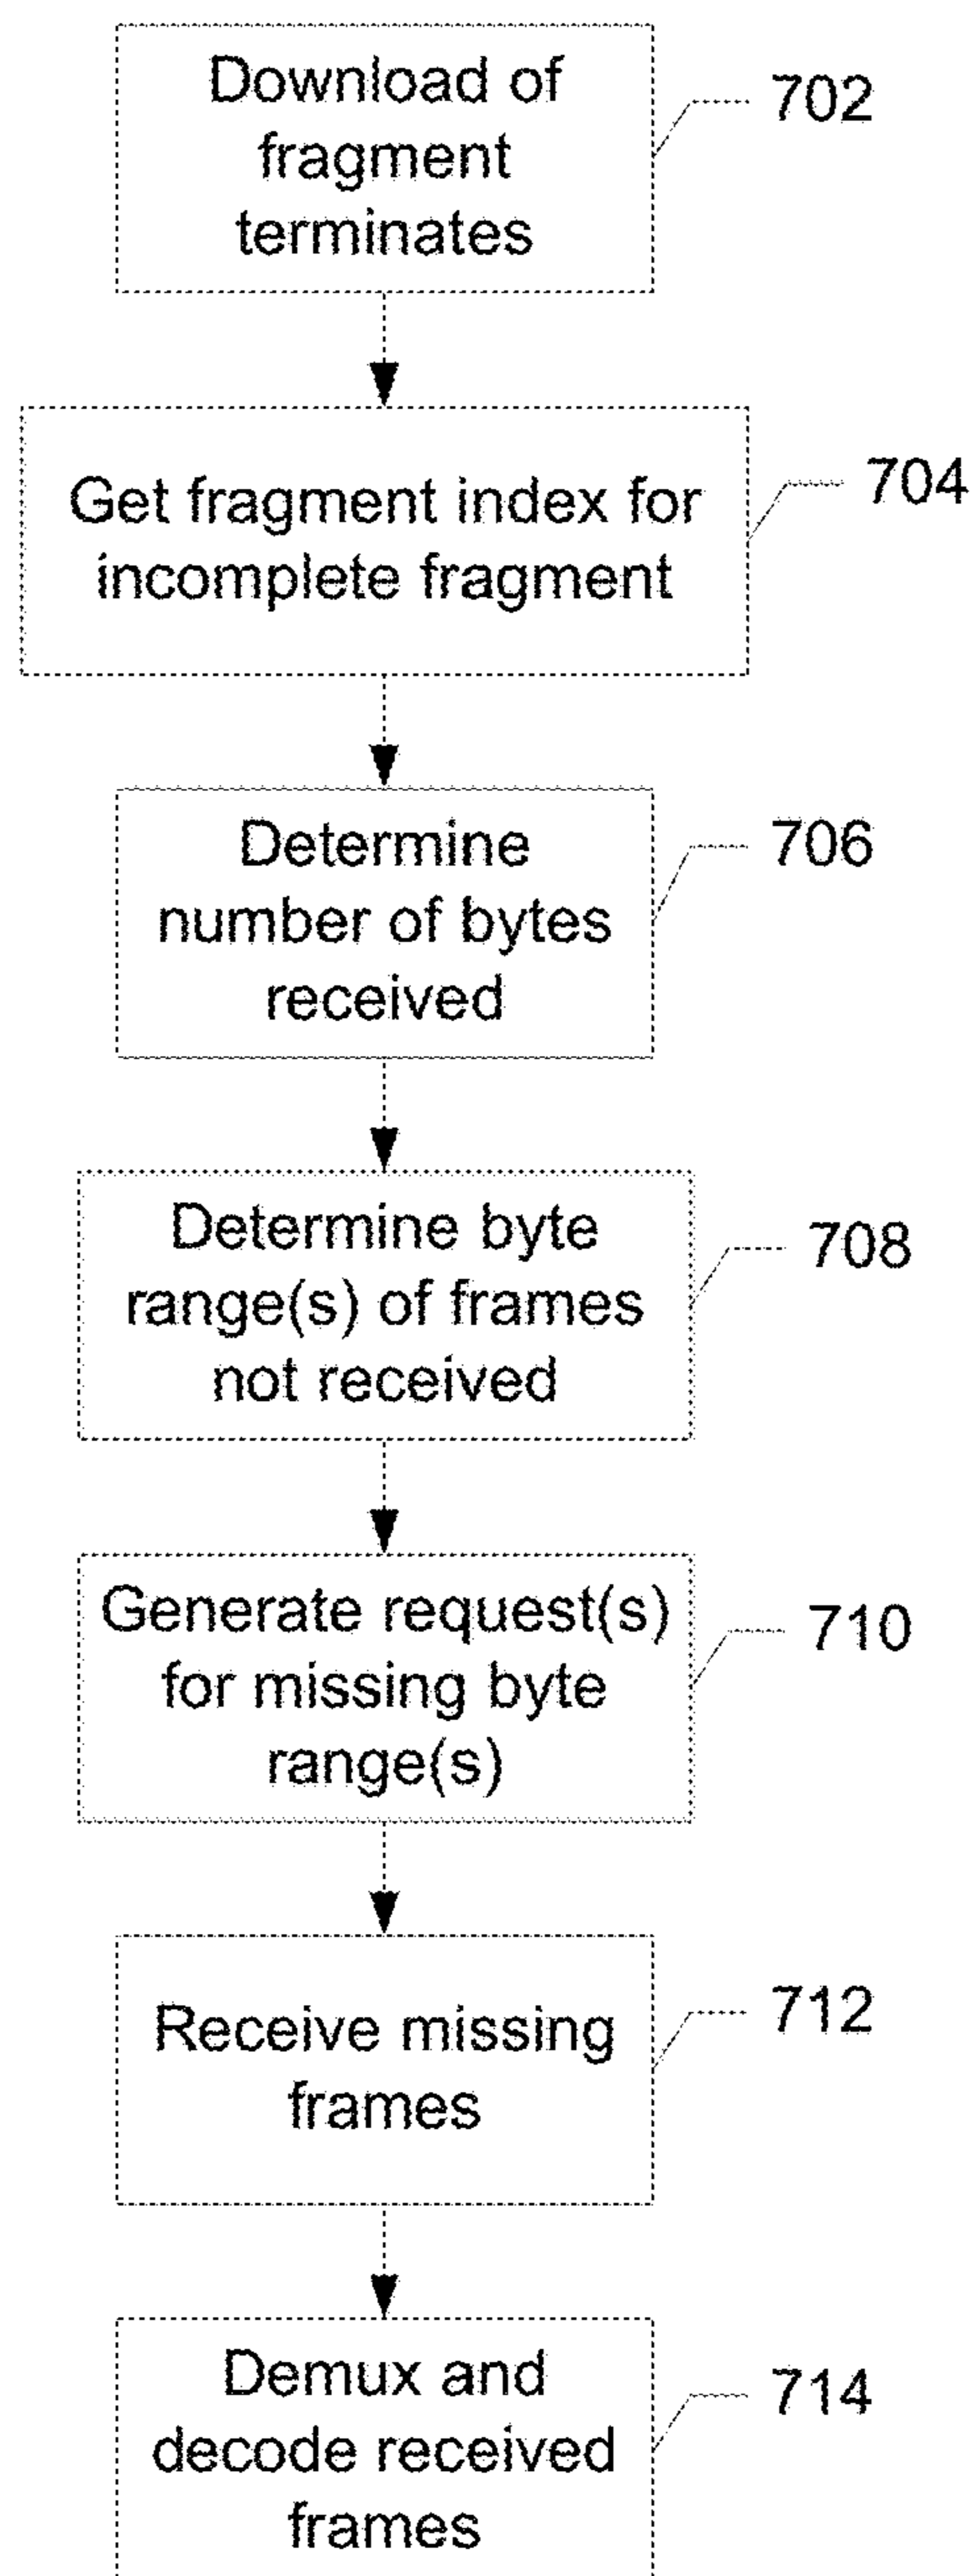 Download of
fragment
terminates
702
Get fragment index for
incomplete fragment
704
Determine
number of bytes
received
706
Determine byte
range(s) of frames
not received
708
Generate request(s)
for missing byte
range(s)
710
Receive missing
frames
712
Demux and
decode received
frames
714